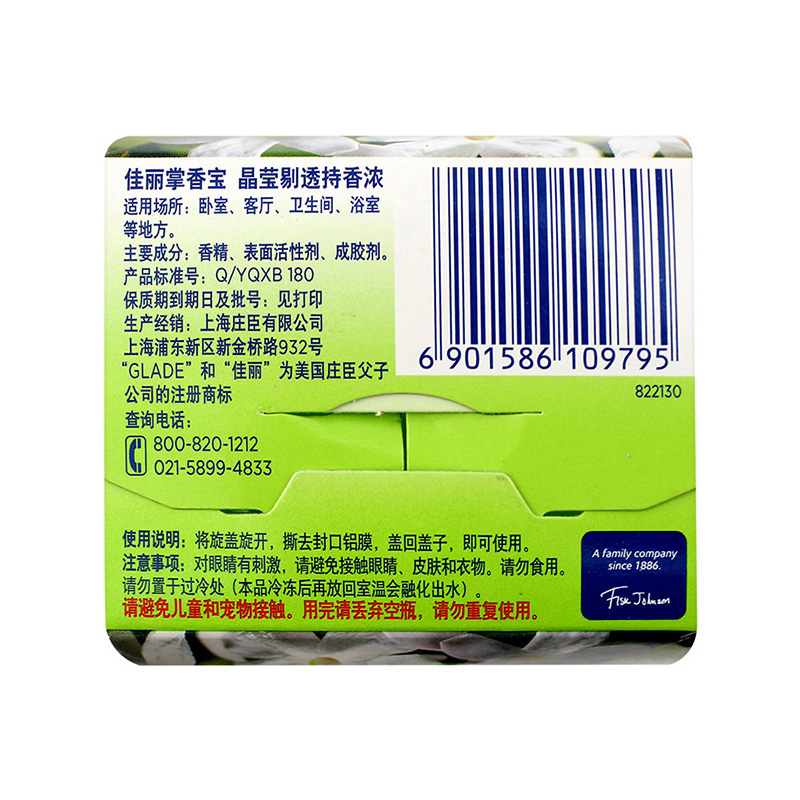 佳丽掌香宝 晶莹剔透持香浓
适用场所：卧室、客厅、卫生间、浴室
等地方。
主要成分：香精、表面活性剂、成胶剂。
产品标准号：Q/YQXB 180
保质期到期日及批号：见打印
生产经销：上海庄臣有限公司
上海浦东新区新金桥路932号
“GLADE”和“佳丽”为美国庄臣父子
公司的注册商标
查询电话：
800-820-1212
021-5899-4833
6 901586 109795
822130
使用说明：将旋盖旋开，撕去封口铝膜，盖回盖子，即可使用。
注意事项：对眼睛有刺激，请避免接触眼睛、皮肤和衣物。请勿食用。
请勿置于过冷处（本品冷冻后再放回室温会融化出水）。
请避免儿童和宠物接触。用完请丢弃空瓶，请勿重复使用。
A family company
since 1886.
Fisk Johnson